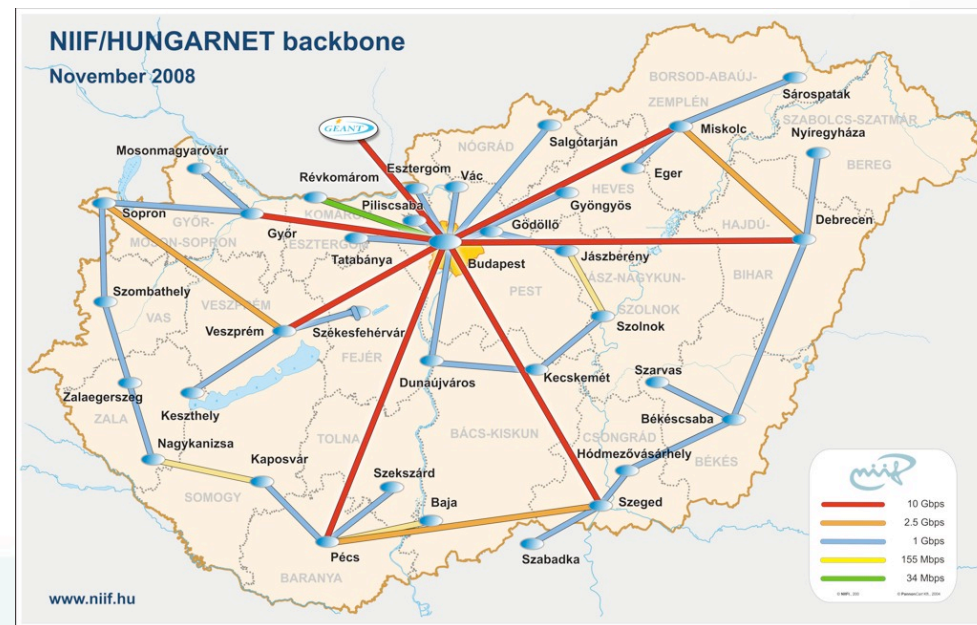 NIIF/HUNGARNET backbone
November 2008
GÉANT
BORSOD-ABAÚJ-
ZEMPLÉN
Sárospatak
SZABOLCS-SZATMÁR
Nyíregyháza
BEREG
Miskolc
NÓGRÁD
Salgótarján
Mosonmagyaróvár
Révkomárom
Esztergom
Vác
Eger
HEVES
Gyöngyös
Piliscsaba
Gödöllő
HAJDÚ-
Debrecen
Sopron
GYŐR-
MOSON-SOPRON
Győr
KOMÁROM
ESZTERGOM
Tatabánya
Budapest
Jászberény
JÁSZ-NAGYKUN-
SZOLNOK
BIHAR
PEST
Szombathely
VAS
VESZPRÉM
Veszprém
Székesfehérvár
FEJÉR
Szolnok
Dunaújváros
Kecskemét
Szarvas
Zalaegerszeg
ZALA
Keszthely
Békéscsaba
Nagykanizsa
Kaposvár
TOLNA
BÁCS-KISKUN
CSONGRÁD
Hódmezővásárhely
BÉKÉS
SOMOGY
Szekszárd
Baja
Szeged
Pécs
Szabadka
BARANYA
niif
10 Gbps
2.5 Gbps
1 Gbps
155 Mbps
34 Mbps
www.niif.hu